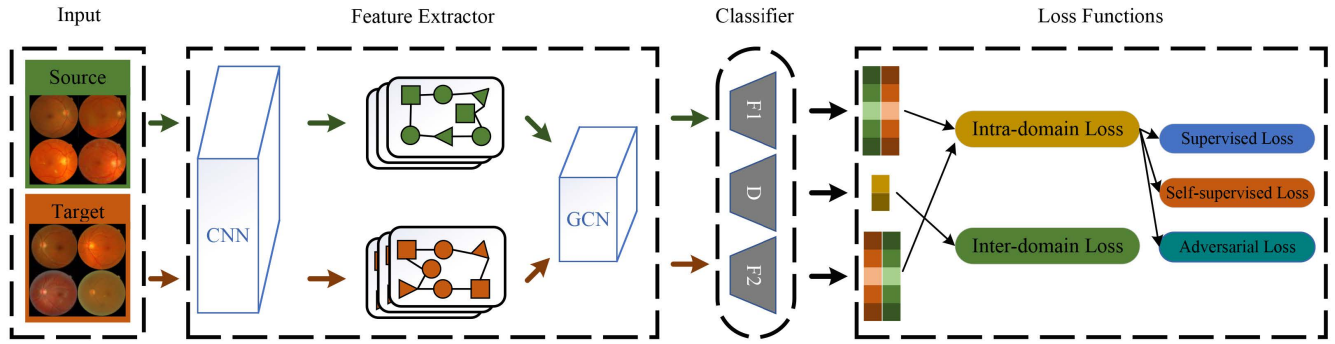 Input
Feature Extractor
Classifier
Loss Functions
Source
Target
CNN
GCN
F1
D
F2
Intra-domain Loss
Inter-domain Loss
Supervised Loss
Self-supervised Loss
Adversarial Loss